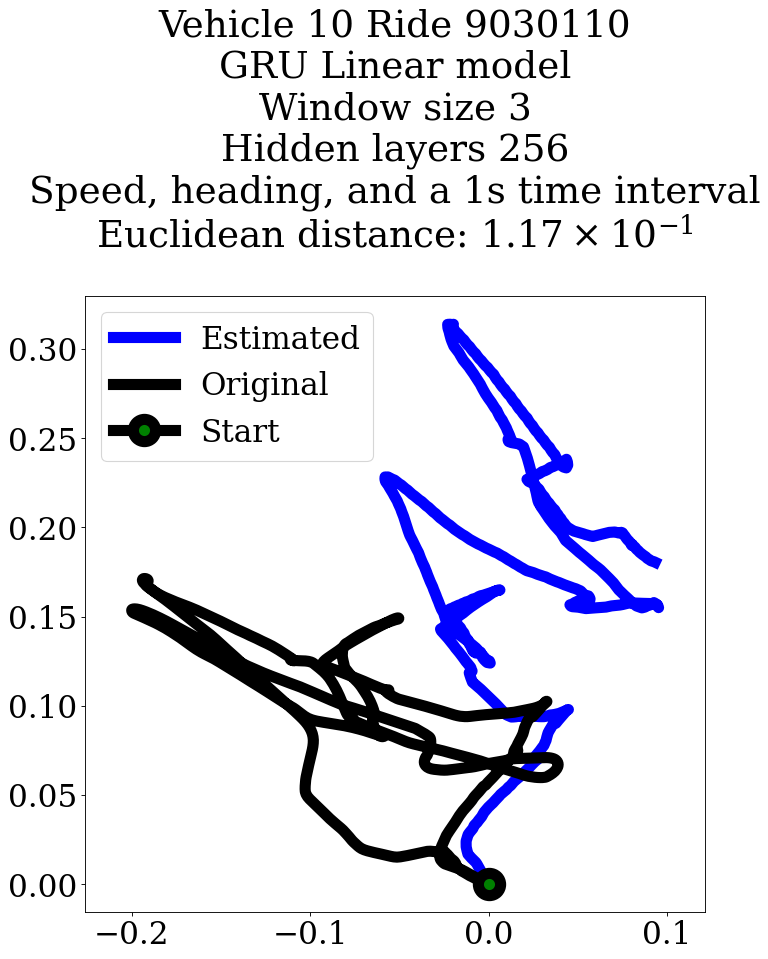 Vehicle 10 Ride 9030110
GRU Linear model
Window size 3
Hidden layers 256
Speed, heading, and a 1s time interval
Euclidean distance: 1.17 × 10⁻¹
Estimated
Original
Start
0.30
0.25
0.20
0.15
0.10
0.05
0.00
−0.2 −0.1 0.0 0.1